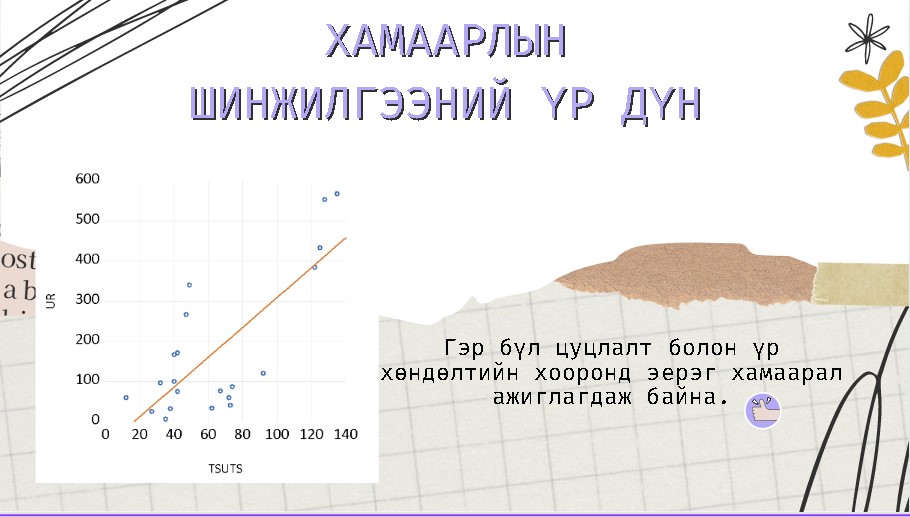 ХАМААРЛЫН
ШИНЖИЛГЭЭНИЙ ҮР ДҮН
600
500
400
300
200
100
0
UR
0 20 40 60 80 100 120 140
TSUTS
ost
a b
Гэр бүл цуцлалт болон үр
хөндөлтийн хооронд эерэг хамаарал
ажиглагдаж байна.